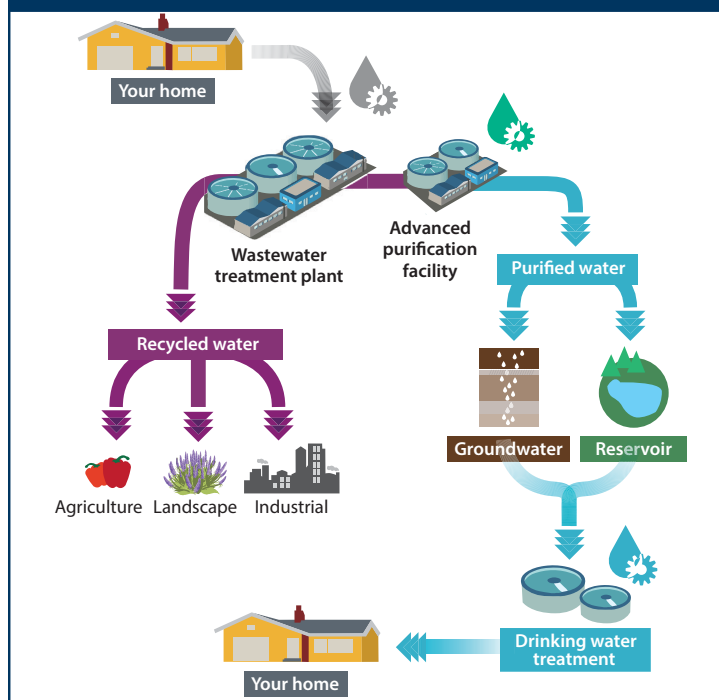 Your home
Wastewater
treatment plant
Advanced
purification
facility
Purified water
Recycled water
Groundwater
Reservoir
Agriculture
Landscape
Industrial
Drinking water
treatment
Your home